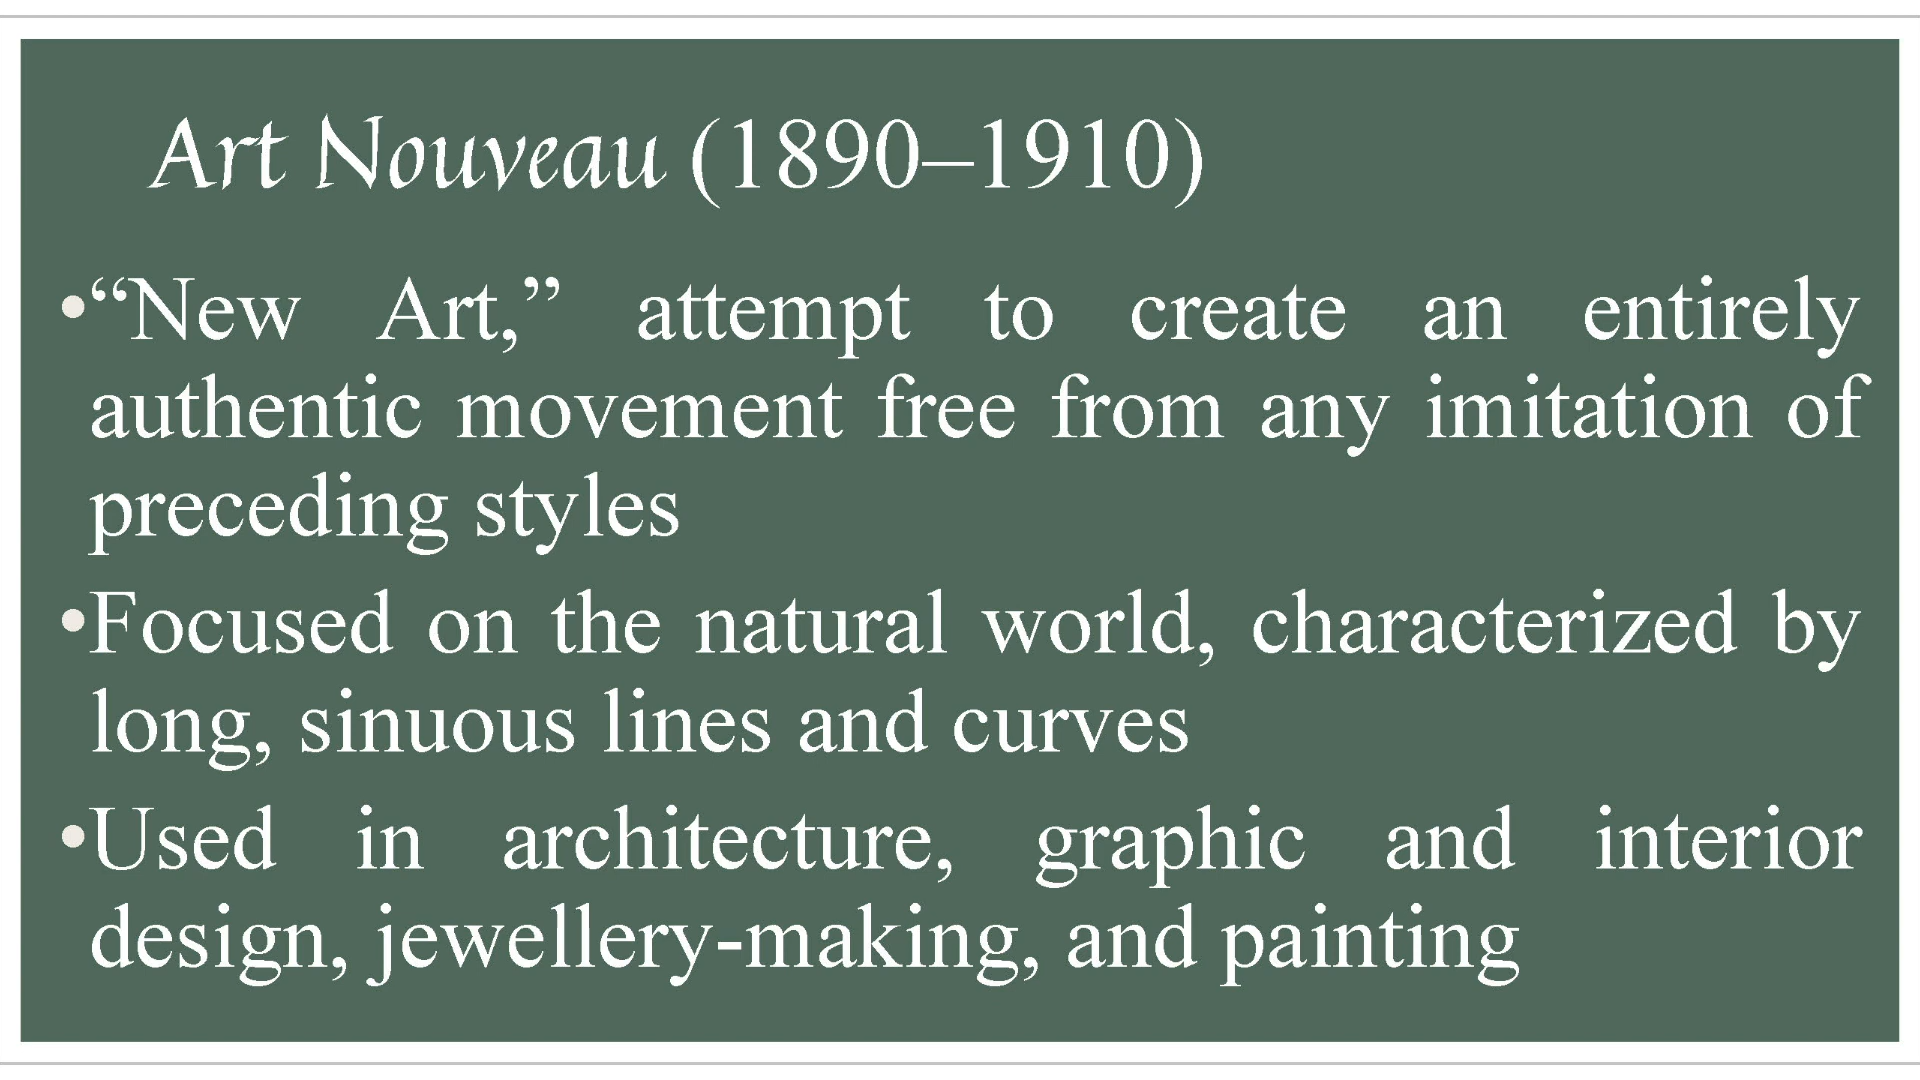 Art Nouveau (1890–1910)
•“New Art,” attempt to create an entirely
authentic movement free from any imitation of
preceding styles
•Focused on the natural world, characterized by
long, sinuous lines and curves
•Used in architecture, graphic and interior
design, jewellery-making, and painting